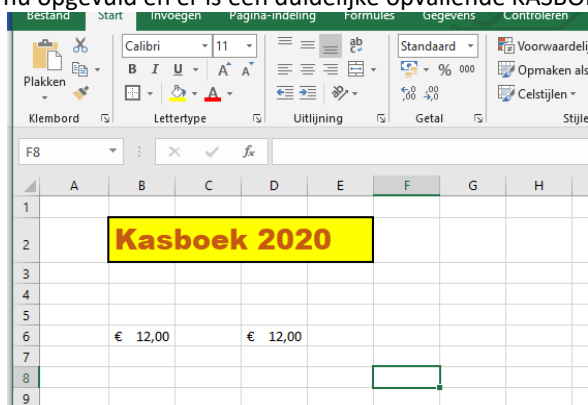 nu opgevuld en er is een duidelijke opvallende KASBO
Bestand Start Invoegen Pagina-indeling Formules Gegevens Controleren
Calibri 11 Standaard Voorwaardelij
Plakken B I U A A % 000 Opmaken als
A Celstijlen
Klembord Lettertype Uitlijning Getal Stijle
F8 fx
A B C D E F G H
1
2 Kasboek 2020
3
4
5
6 € 12,00 € 12,00
7
8
9